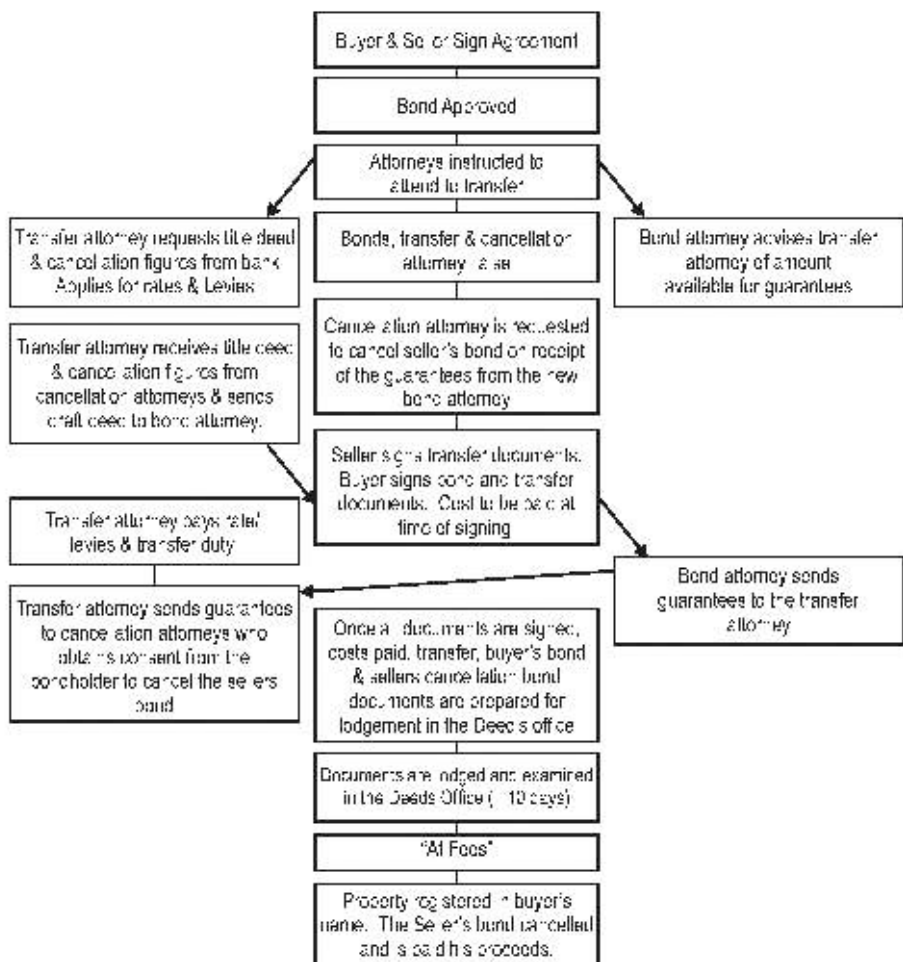 Buyer & Seller Sign Agreement
Bond Approved
Attorneys instructed to
attend to transfer
Transfer attorney requests title deed
& cancellation figures from bank
Applies for rates & Levies
Bonds, transfer & cancellation
attorney
Bond attorney advises transfer
attorney of amount
available for guarantees
Transfer attorney receives title deed
& cancellation figures from
cancellation attorneys & sends
draft deed to bond attorney.
Cancellation attorney is requested
to cancel seller's bond on receipt
of the guarantees from the new
bond attorney
Seller signs transfer documents.
Buyer signs bond and transfer
documents. Cost to be paid at
time of signing
Transfer attorney pays rate/
levies & transfer duty
Bond attorney sends
guarantees to the transfer
attorney
Transfer attorney sends guarantees
to cancellation attorneys who
obtains consent from the
bondholder to cancel the sellers
bond
Once all documents are signed,
costs paid, transfer, buyer's bond
& sellers cancellation bond
documents are prepared for
lodgement in the Deed's office
Documents are lodged and examined
in the Deeds Office ( 10 days)
Property registered in buyer's
name. The Seller's bond cancelled
and is paid his proceeds.